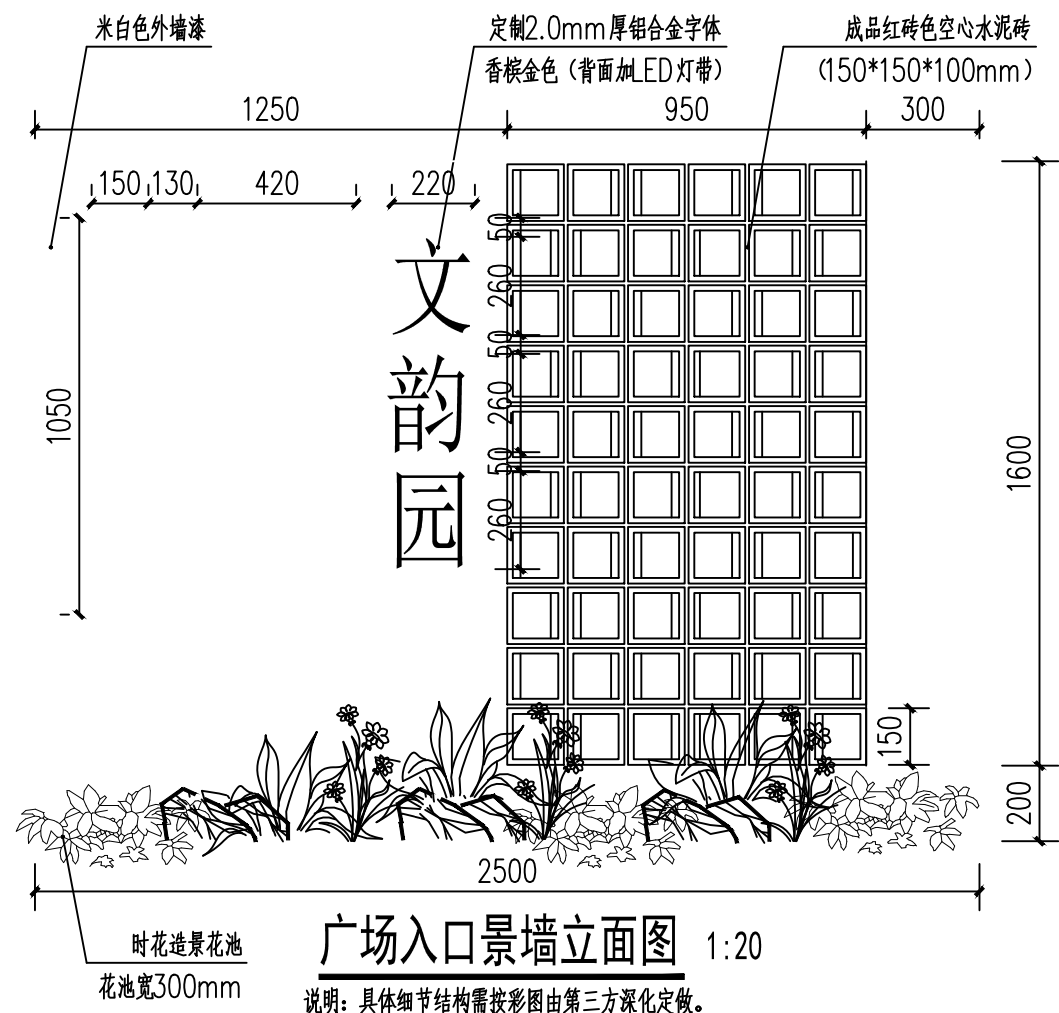 米白色外墙漆
定制2.0mm厚铝合金字体
香槟金色（背面加LED灯带）
成品红砖色空心水泥砖
（150*150*100mm）
1250
950
300
150
130
420
220
50
260
50
50
260
50
50
260
1050
文
韵
园
1600
150
200
2500
时花造景花池
花池宽300mm
广场入口景墙立面图 1:20
说明：具体细节结构需按彩图由第三方深化定做。